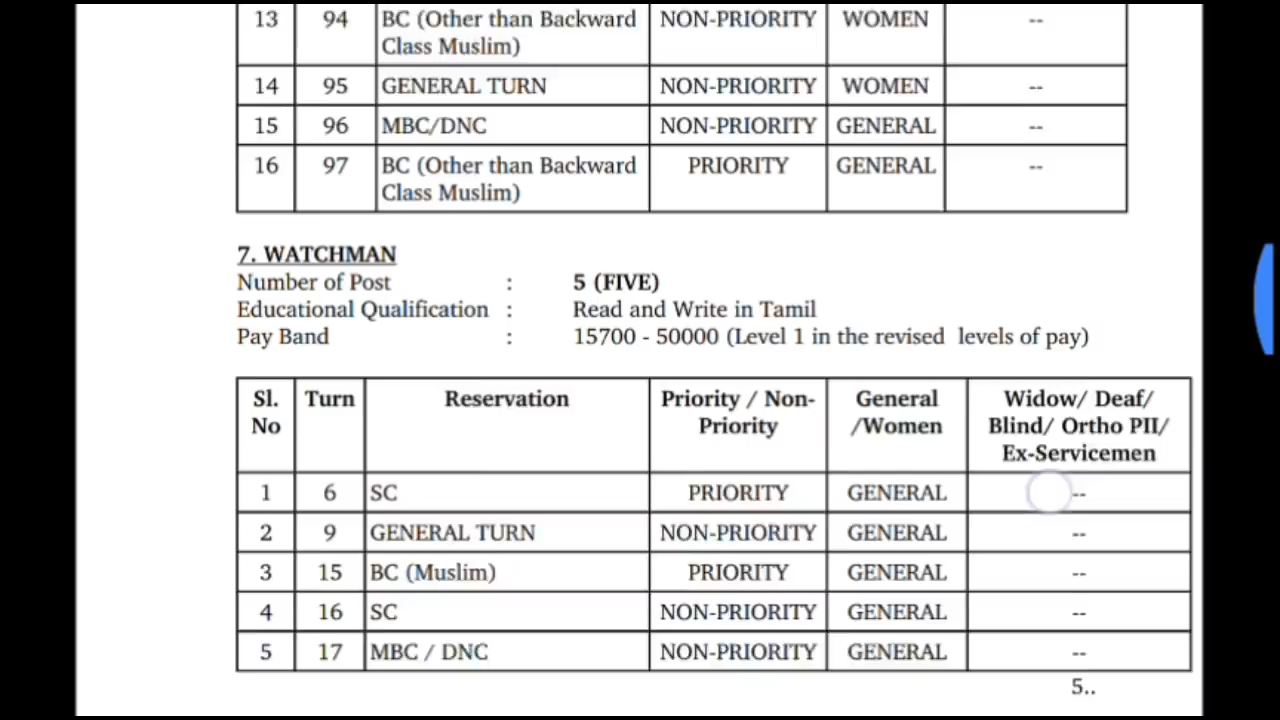 13 94 BC (Other than Backward Class Muslim) NON-PRIORITY WOMEN --
14 95 GENERAL TURN NON-PRIORITY WOMEN --
15 96 MBC/DNC NON-PRIORITY GENERAL --
16 97 BC (Other than Backward Class Muslim) PRIORITY GENERAL --
7. WATCHMAN
Number of Post : 5 (FIVE)
Educational Qualification : Read and Write in Tamil
Pay Band : 15700 - 50000 (Level 1 in the revised levels of pay)
Sl. No Turn Reservation Priority / Non-Priority General /Women Widow/ Deaf/ Blind/ Ortho PII/ Ex-Servicemen
1 6 SC PRIORITY GENERAL --
2 9 GENERAL TURN NON-PRIORITY GENERAL --
3 15 BC (Muslim) PRIORITY GENERAL --
4 16 SC NON-PRIORITY GENERAL --
5 17 MBC / DNC NON-PRIORITY GENERAL --
5..